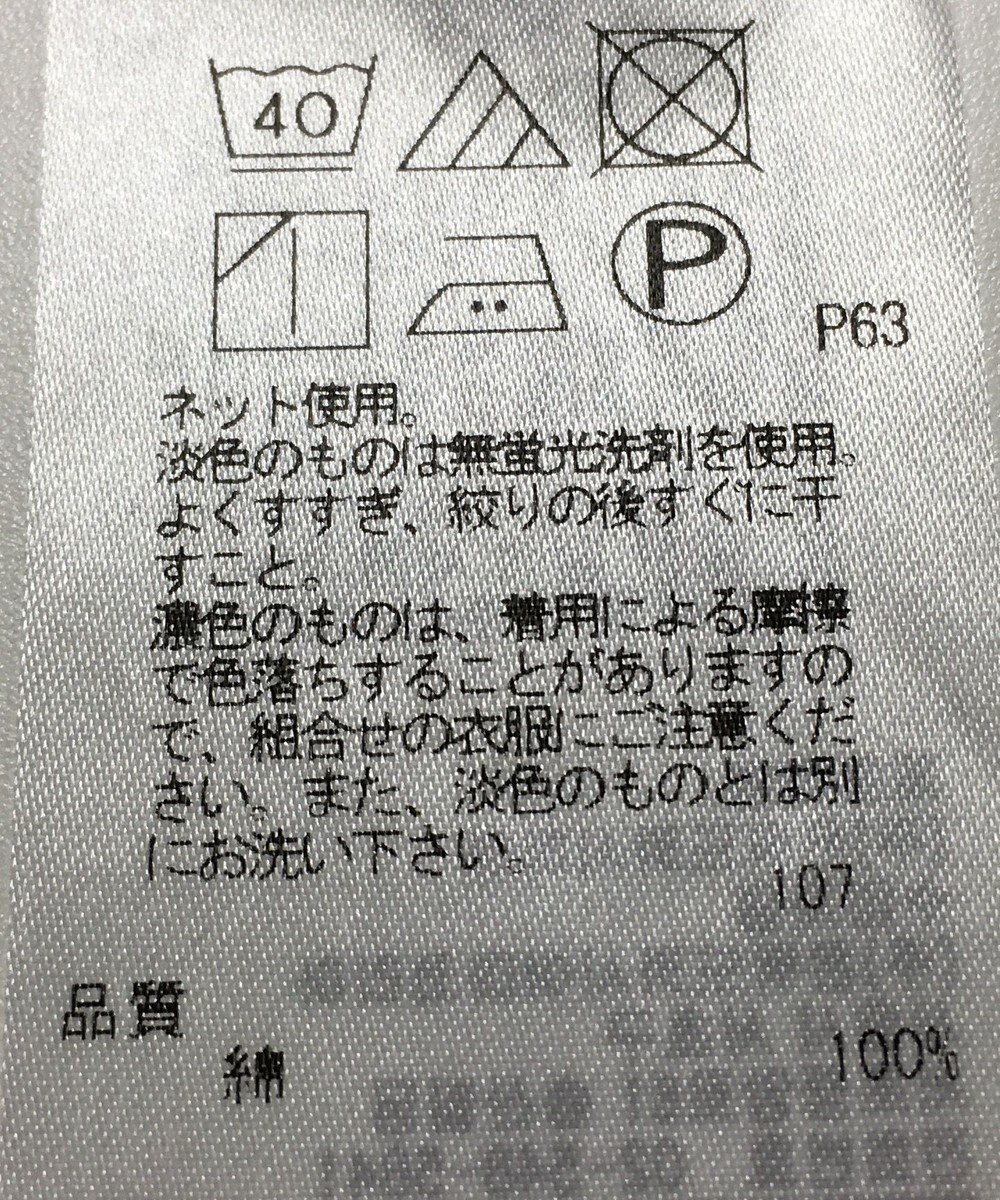 40
P
P63
ネット使用。
淡色のものは無蛍光洗剤を使用。
よくすすぎ、絞りの後すぐに干
すこと。
濃色のものは、着用による摩擦
で色落ちすることがありますの
で、組合せの衣服にご注意くだ
さい。また、淡色のものとは別
にお洗い下さい。
107
品質
綿 100%